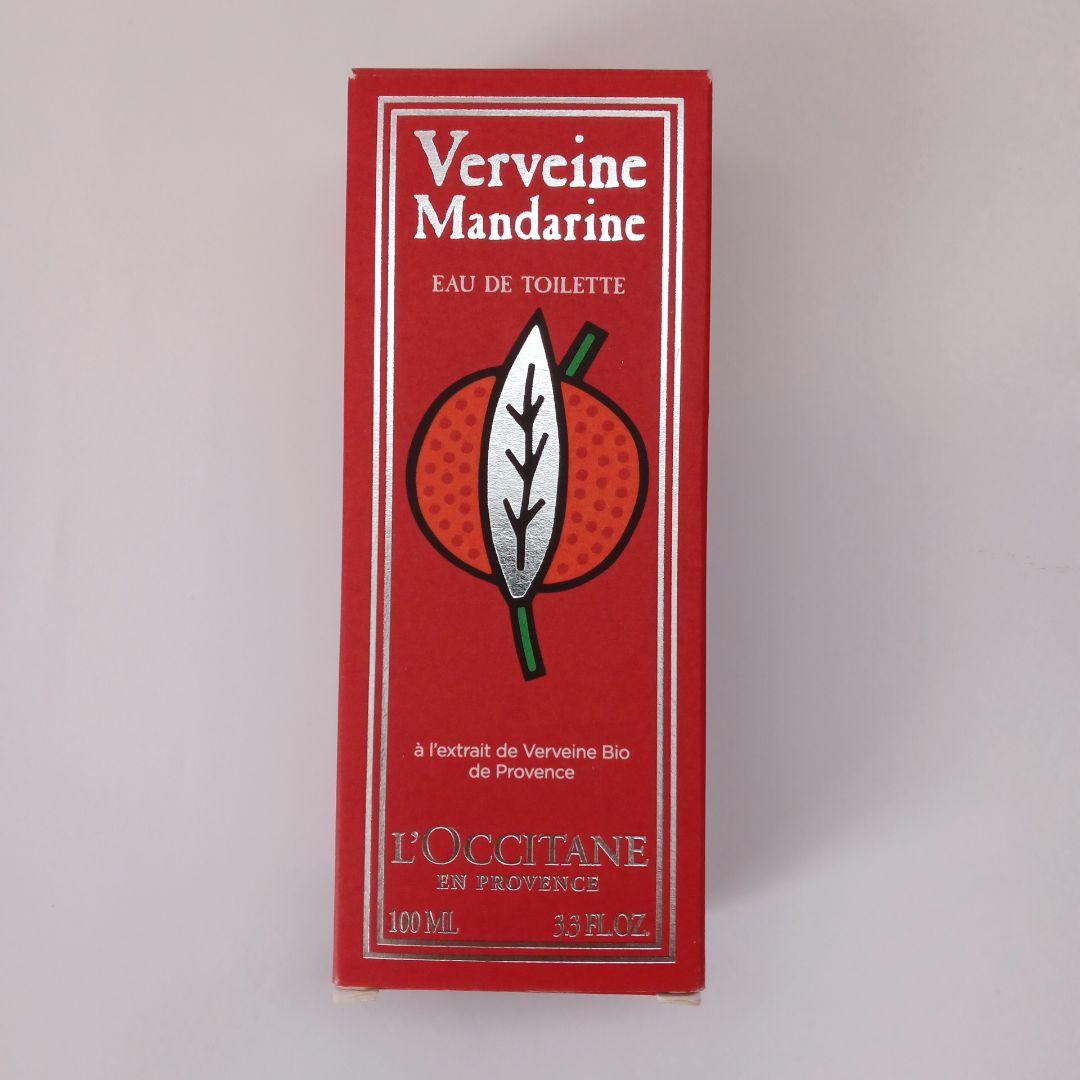 Verveine
Mandarine
EAU DE TOILETTE
à l'extrait de Verveine Bio
de Provence
L'OCCITANE
EN PROVENCE
100 ML 3.3 FL.OZ.